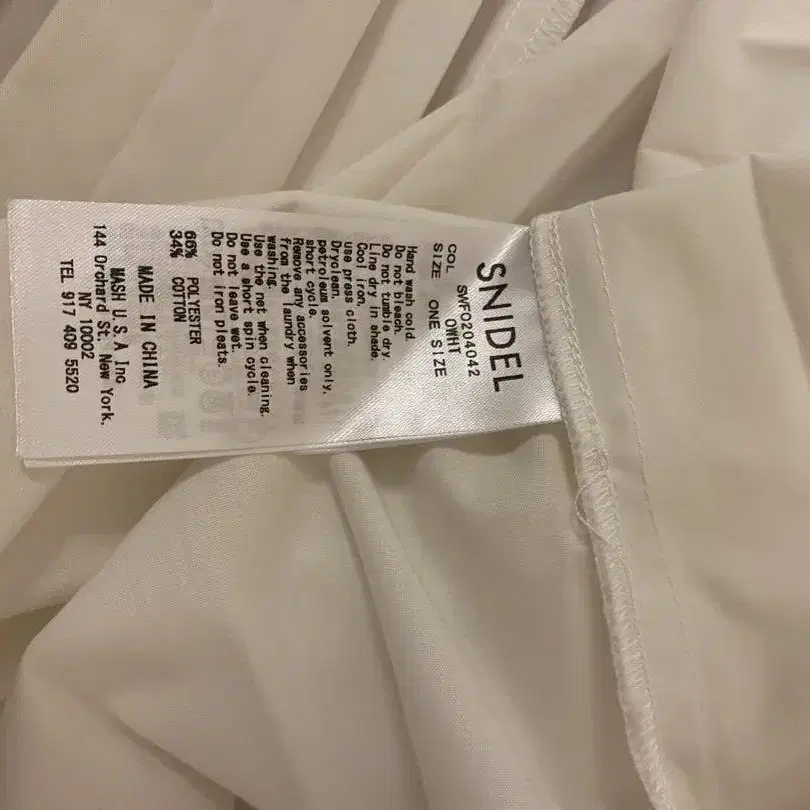 SNIDEL
SWFO204042
COL OWHT
SIZE ONE SIZE
Hand wash cold.
Do not bleach.
Do not tumble dry.
Line dry in shade.
Cool iron,
use press cloth.
Dryclean.
petroleum solvent only,
short cycle.
Remove any accessories
from the laundry when
washing.
Use the net when cleaning.
Use a short spin cycle.
Do not leave wet.
Do not iron pleats.
66% POLYESTER
34% COTTON
MADE IN CHINA
MASH U.S.A Inc
144 Orchard St, New York,
NY 10002
TEL 917 409 5520